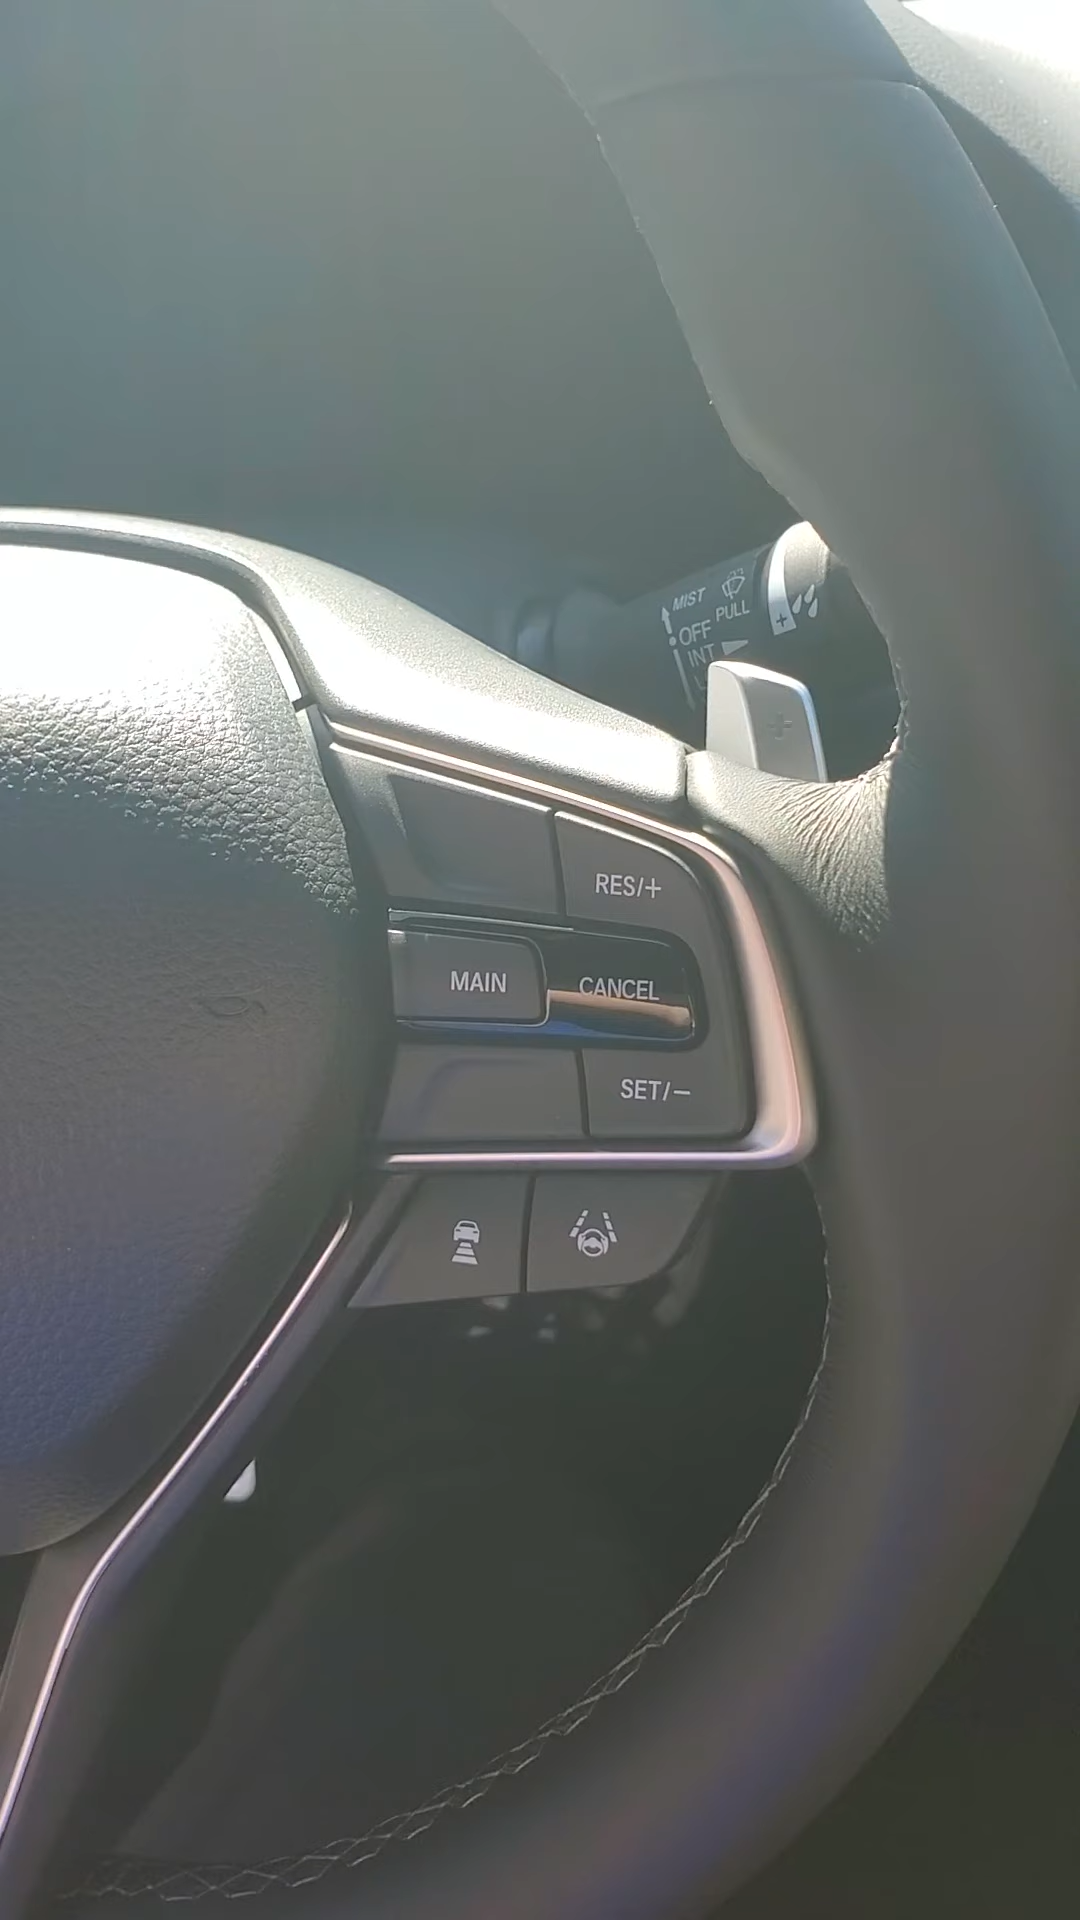 MIST
PULL
OFF
INT
+
RES/+
MAIN
CANCEL
SET/−